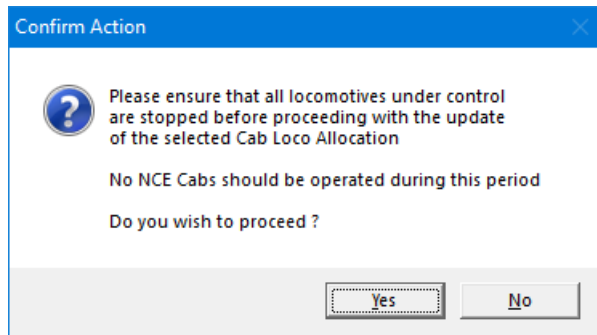 Confirm Action
Please ensure that all locomotives under control
are stopped before proceeding with the update
of the selected Cab Loco Allocation
No NCE Cabs should be operated during this period
Do you wish to proceed ?
Yes
No